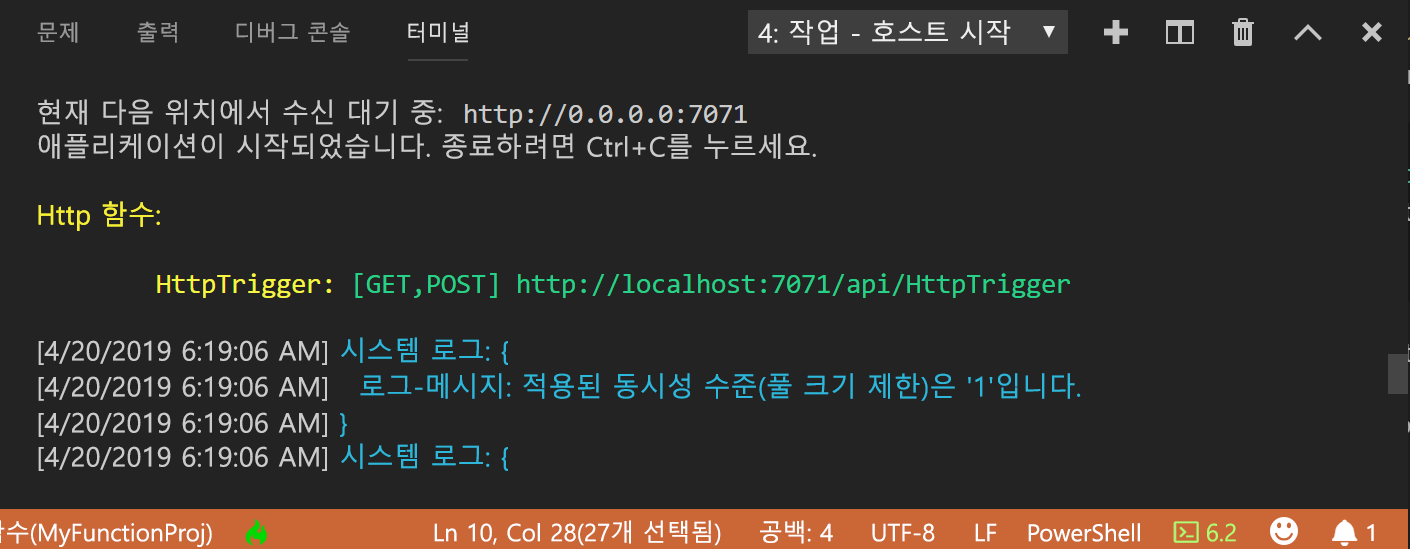 문제 출력 디버그 콘솔 터미널 4: 작업 - 호스트 시작
현재 다음 위치에서 수신 대기 중: http://0.0.0.0:7071
애플리케이션이 시작되었습니다. 종료하려면 Ctrl+C를 누르세요.
Http 함수:
HttpTrigger: [GET,POST] http://localhost:7071/api/HttpTrigger
[4/20/2019 6:19:06 AM] 시스템 로그: {
[4/20/2019 6:19:06 AM] 로그-메시지: 적용된 동시성 수준(풀 크기 제한)은 '1'입니다.
[4/20/2019 6:19:06 AM] }
[4/20/2019 6:19:06 AM] 시스템 로그: {
수(MyFunctionProj) Ln 10, Col 28(27개 선택됨) 공백: 4 UTF-8 LF PowerShell 6.2 1